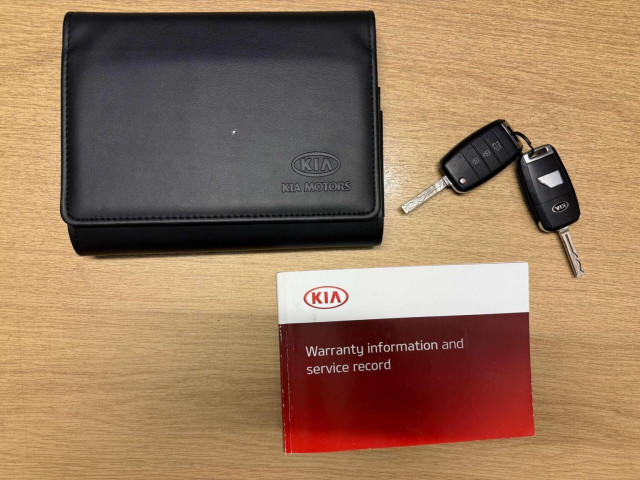 KIA
KIA MOTORS
KIA
KIA
Warranty information and
service record